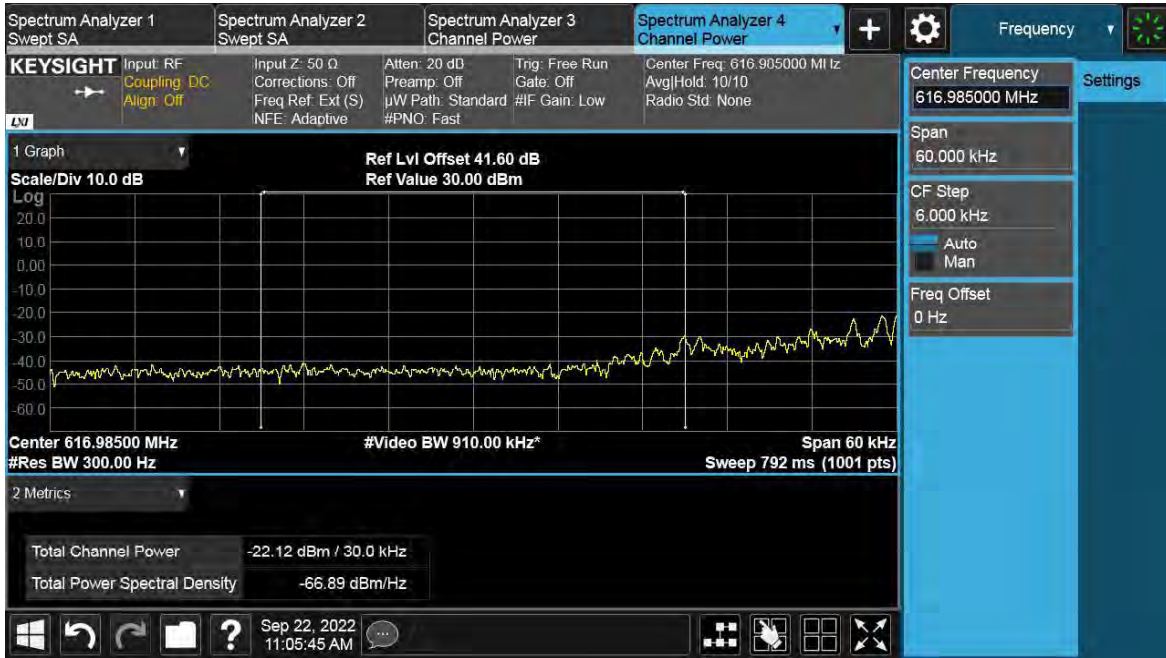 Spectrum Analyzer 1
Swept SA
Spectrum Analyzer 2
Swept SA
Spectrum Analyzer 3
Channel Power
Spectrum Analyzer 4
Channel Power
+
Frequency
KEYSIGHT
LXI
Input: RF
Coupling: DC
Align: Off
Input Z: 50 Ω
Corrections: Off
Freq Ref: Ext (S)
NFE: Adaptive
Atten: 20 dB
Preamp: Off
µW Path: Standard
#PNO: Fast
Trig: Free Run
Gate: Off
#IF Gain: Low
Center Freq: 616.985000 MHz
Avg|Hold: 10/10
Radio Std: None
Center Frequency
616.985000 MHz
Settings
Span
60.000 kHz
CF Step
6.000 kHz
Auto
Man
Freq Offset
0 Hz
1 Graph
Scale/Div 10.0 dB
Ref Lvl Offset 41.60 dB
Ref Value 30.00 dBm
Log
20.0
10.0
0.00
-10.0
-20.0
-30.0
-40.0
-50.0
-60.0
Center 616.98500 MHz
#Video BW 910.00 kHz*
Span 60 kHz
#Res BW 300.00 Hz
Sweep 792 ms (1001 pts)
2 Metrics
Total Channel Power -22.12 dBm / 30.0 kHz
Total Power Spectral Density -66.89 dBm/Hz
?
Sep 22, 2022
11:05:45 AM